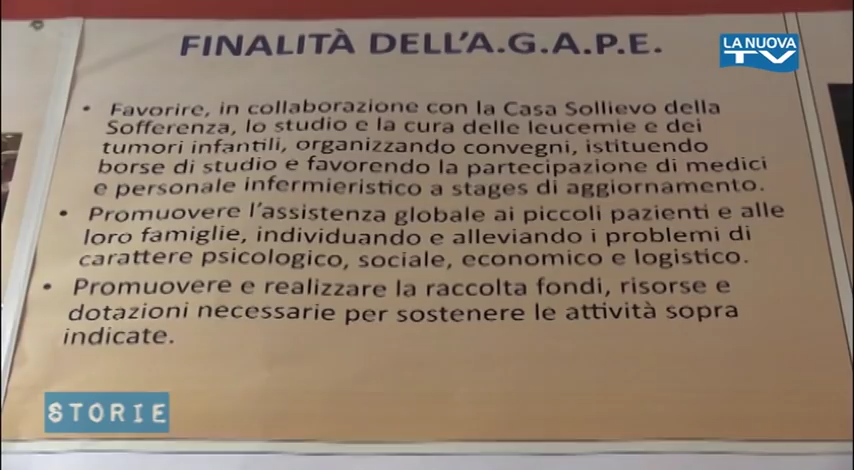 FINALITÀ DELL'A.G.A.P.E.
LA NUOVA
TV
• Favorire, in collaborazione con la Casa Sollievo della
Sofferenza, lo studio e la cura delle leucemie e dei
tumori infantili, organizzando convegni, istituendo
borse di studio e favorendo la partecipazione di medici
e personale infermieristico a stages di aggiornamento.
• Promuovere l'assistenza globale ai piccoli pazienti e alle
loro famiglie, individuando e alleviando i problemi di
carattere psicologico, sociale, economico e logistico.
• Promuovere e realizzare la raccolta fondi, risorse e
dotazioni necessarie per sostenere le attività sopra
indicate.
STORIE